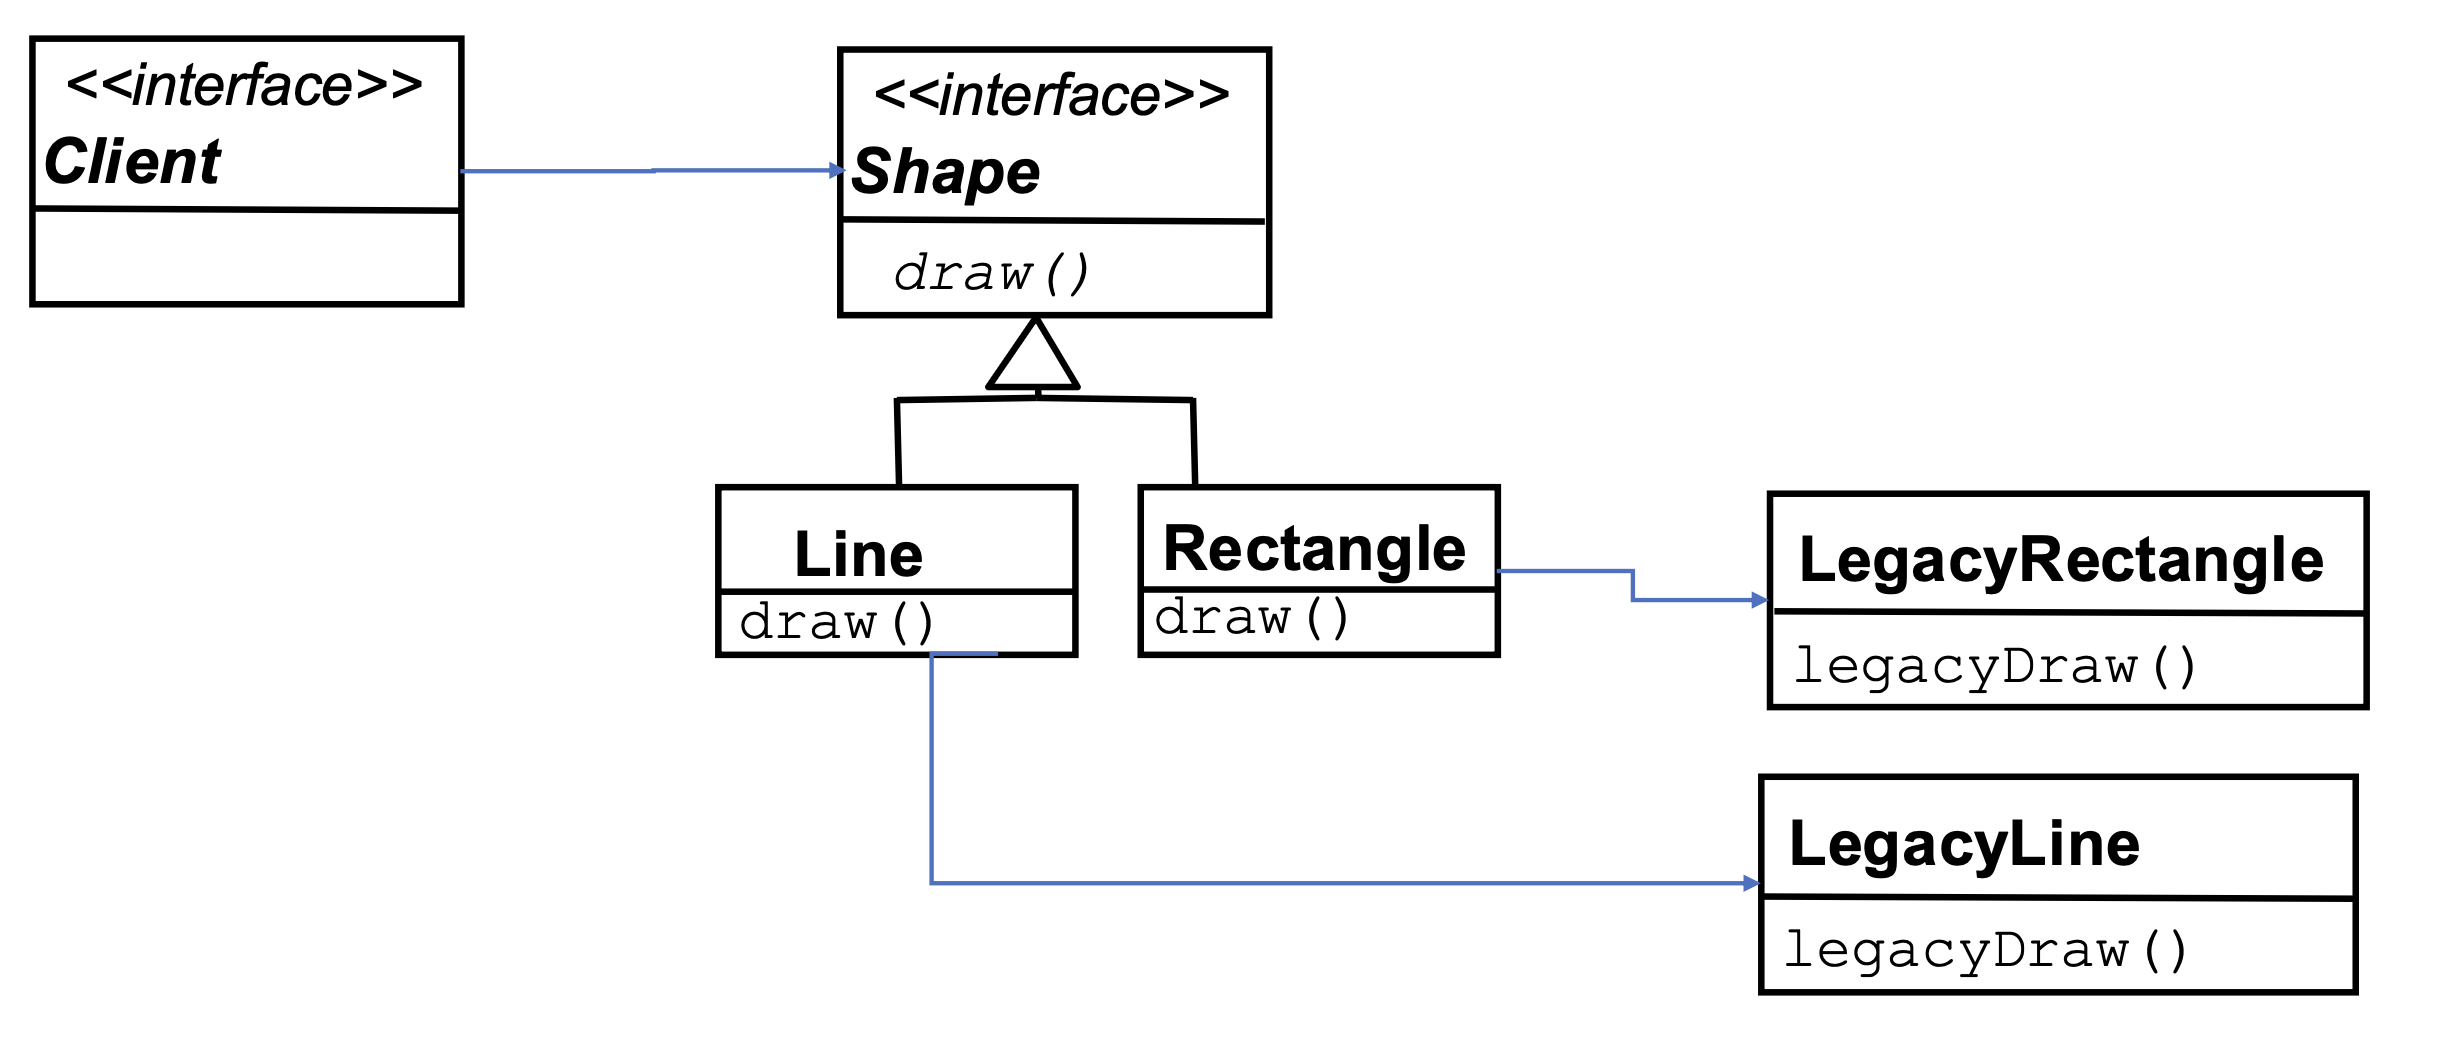 <<interface>>
Client
<<interface>>
Shape
draw()
Line
draw()
Rectangle
draw()
LegacyRectangle
legacyDraw()
LegacyLine
legacyDraw()